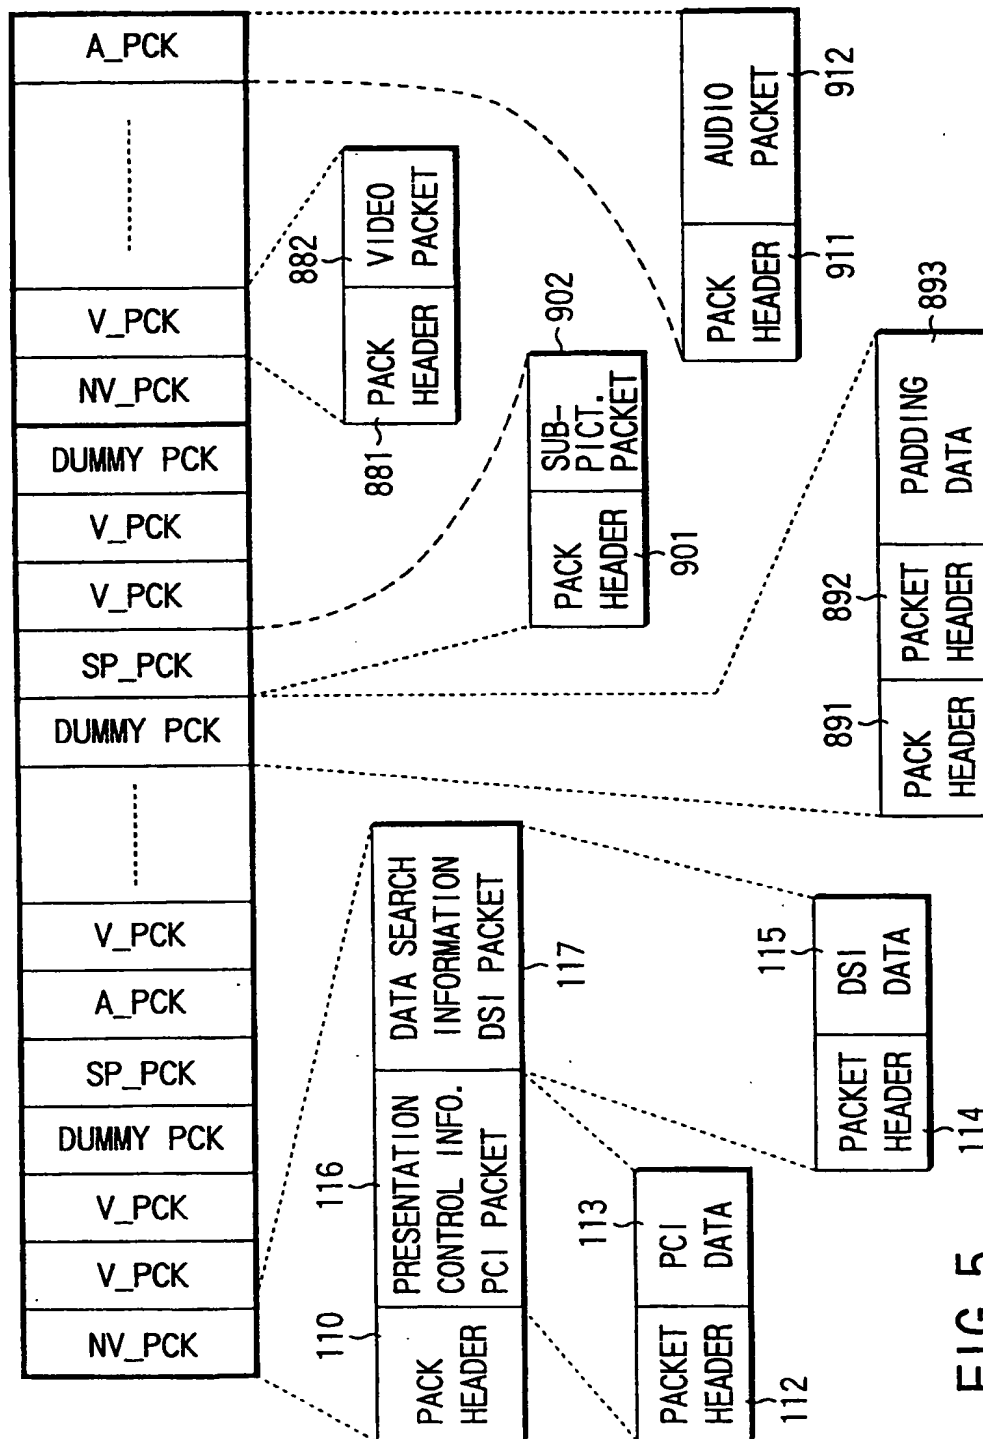 NV_PCK
V_PCK
V_PCK
DUMMY PCK
SP_PCK
A_PCK
V_PCK
DUMMY PCK
SP_PCK
V_PCK
V_PCK
DUMMY PCK
NV_PCK
V_PCK
A_PCK
110
PACK
HEADER
116
PRESENTATION
CONTROL INFO.
PCI PACKET
DATA SEARCH
INFORMATION
DSI PACKET
117
881
PACK
HEADER
882
VIDEO
PACKET
PACK
HEADER
901
SUB-
PICT.
PACKET
902
PACKET
HEADER
112
113
PCI
DATA
PACK
HEADER
911
AUDIO
PACKET
912
PACKET
HEADER
114
115
DSI
DATA
891
PACK
HEADER
892
PACKET
HEADER
PADDING
DATA
893
FIG. 5